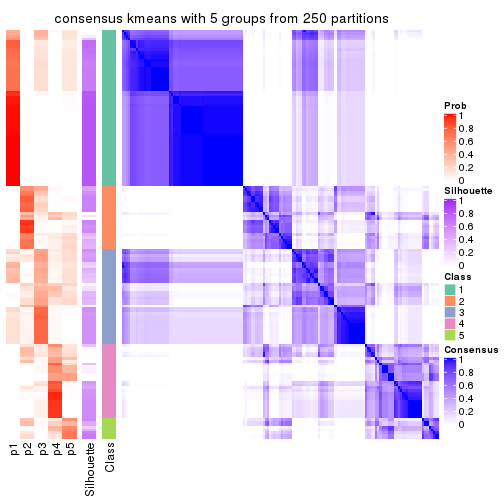 consensus kmeans with 5 groups from 250 partitions
Prob
1
0.8
0.6
0.4
0.2
0
Silhouette
1
0.8
0.6
0.4
0.2
0
Class
1
2
3
4
5
Consensus
1
0.8
0.6
0.4
0.2
0
p1
p2
p3
p4
p5
Silhouette
Class